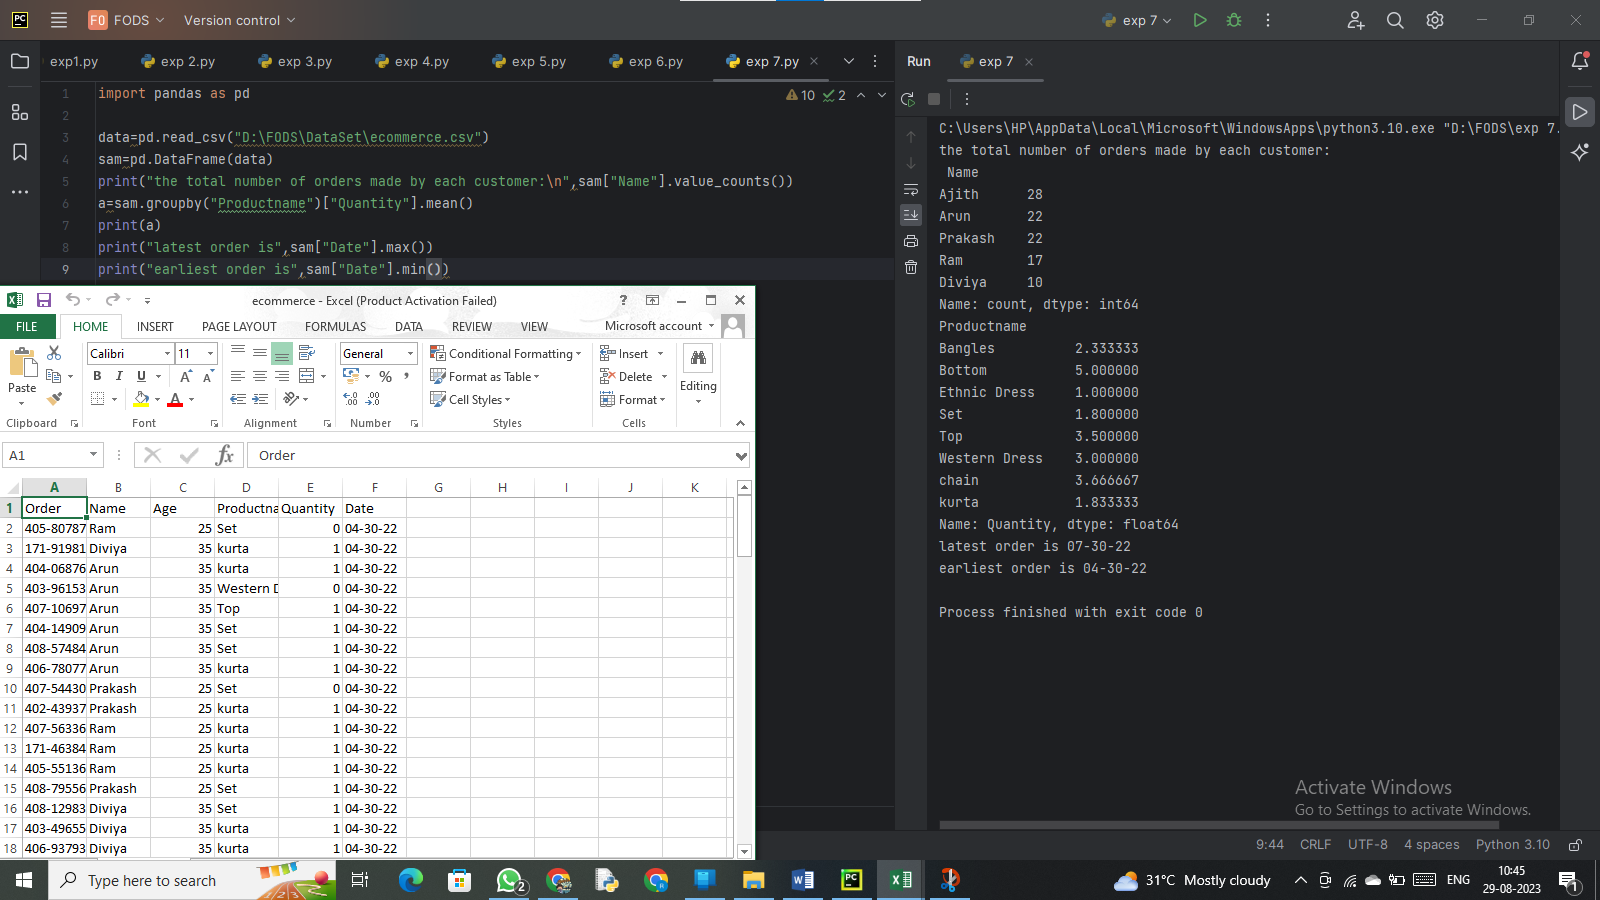 PC FO FODS Version control exp 7
exp1.py exp 2.py exp 3.py exp 4.py exp 5.py exp 6.py exp 7.py
Run exp 7
10 2
1 import pandas as pd
2
3 data=pd.read_csv("D:\FODS\DataSet\ecommerce.csv")
4 sam=pd.DataFrame(data)
5 print("the total number of orders made by each customer:\n",sam["Name"].value_counts())
6 a=sam.groupby("Productname")["Quantity"].mean()
7 print(a)
8 print("latest order is",sam["Date"].max())
9 print("earliest order is",sam["Date"].min())
C:\Users\HP\AppData\Local\Microsoft\WindowsApps\python3.10.exe "D:\FODS\exp 7.
the total number of orders made by each customer:
Name
Ajith 28
Arun 22
Prakash 22
Ram 17
Diviya 10
Name: count, dtype: int64
Productname
Bangles 2.333333
Bottom 5.000000
Ethnic Dress 1.000000
Set 1.800000
Top 3.500000
Western Dress 3.000000
chain 3.666667
kurta 1.833333
Name: Quantity, dtype: float64
latest order is 07-30-22
earliest order is 04-30-22
Process finished with exit code 0
ecommerce - Excel (Product Activation Failed)
FILE HOME INSERT PAGE LAYOUT FORMULAS DATA REVIEW VIEW Microsoft account
Paste
Calibri 11
B I U
General
Conditional Formatting
Format as Table
Cell Styles
Insert
Delete
Format
Editing
Clipboard Font Alignment Number Styles Cells
A1 fx Order
A B C D E F G H I J K
1 Order Name Age Productna Quantity Date
2 405-80787 Ram 25 Set 0 04-30-22
3 171-91981 Diviya 35 kurta 1 04-30-22
4 404-06876 Arun 35 kurta 1 04-30-22
5 403-96153 Arun 35 Western D 0 04-30-22
6 407-10697 Arun 35 Top 1 04-30-22
7 404-14909 Arun 35 Set 1 04-30-22
8 408-57484 Arun 35 Set 1 04-30-22
9 406-78077 Arun 35 kurta 1 04-30-22
10 407-54430 Prakash 25 Set 0 04-30-22
11 402-43937 Prakash 25 kurta 1 04-30-22
12 407-56336 Ram 25 kurta 1 04-30-22
13 171-46384 Ram 25 kurta 1 04-30-22
14 405-55136 Ram 25 kurta 1 04-30-22
15 408-79556 Prakash 25 Set 1 04-30-22
16 408-12983 Diviya 35 Set 1 04-30-22
17 403-49655 Diviya 35 kurta 1 04-30-22
18 406-93793 Diviya 35 kurta 1 04-30-22
Activate Windows
Go to Settings to activate Windows.
9:44 CRLF UTF-8 4 spaces Python 3.10
Type here to search
2
31°C Mostly cloudy
ENG
10:45
29-08-2023
1